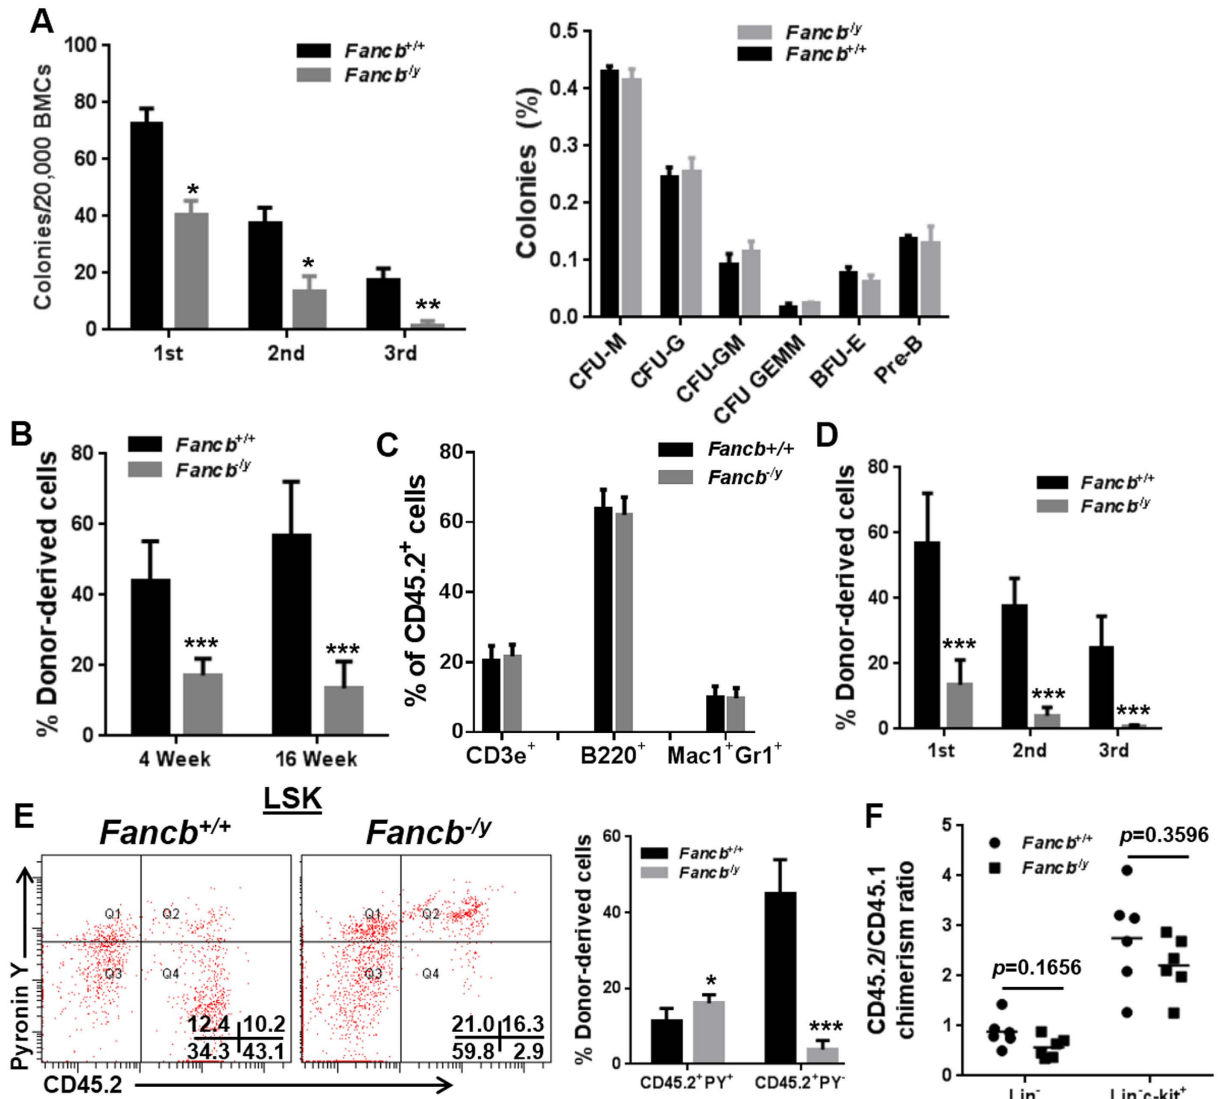 A
Colonies/20,000 BMCs
100
80
60
40
20
0
Fancb+/+
Fancb-/y
*
*
**
1st 2nd 3rd
Colonies (%)
0.5
0.4
0.3
0.2
0.1
0.0
Fancb-/y
Fancb+/+
CFU-M CFU-G CFU-GM CFU GEMM BFU-E Pre-B
B
% Donor-derived cells
80
60
40
20
0
Fancb+/+
Fancb-/y
***
***
4 Week 16 Week
C
% of CD45.2+ cells
80
60
40
20
0
Fancb+/+
Fancb-/y
CD3e+ B220+ Mac1+Gr1+
D
% Donor-derived cells
80
60
40
20
0
Fancb+/+
Fancb-/y
***
***
***
1st 2nd 3rd
E
LSK
Fancb+/+ Fancb-/y
Pyronin Y
Q1 Q2
Q3 Q4
12.4 10.2
34.3 43.1
Q1 Q2
Q3 Q4
21.0 16.3
59.8 2.9
CD45.2
% Donor-derived cells
60
40
20
0
Fancb+/+
Fancb-/y
*
***
CD45.2+PY+ CD45.2+PY-
F
CD45.2/CD45.1
chimerism ratio
5
4
3
2
1
0
Fancb+/+
Fancb-/y
p=0.3596
p=0.1656
Lin- Lin-c-kit+